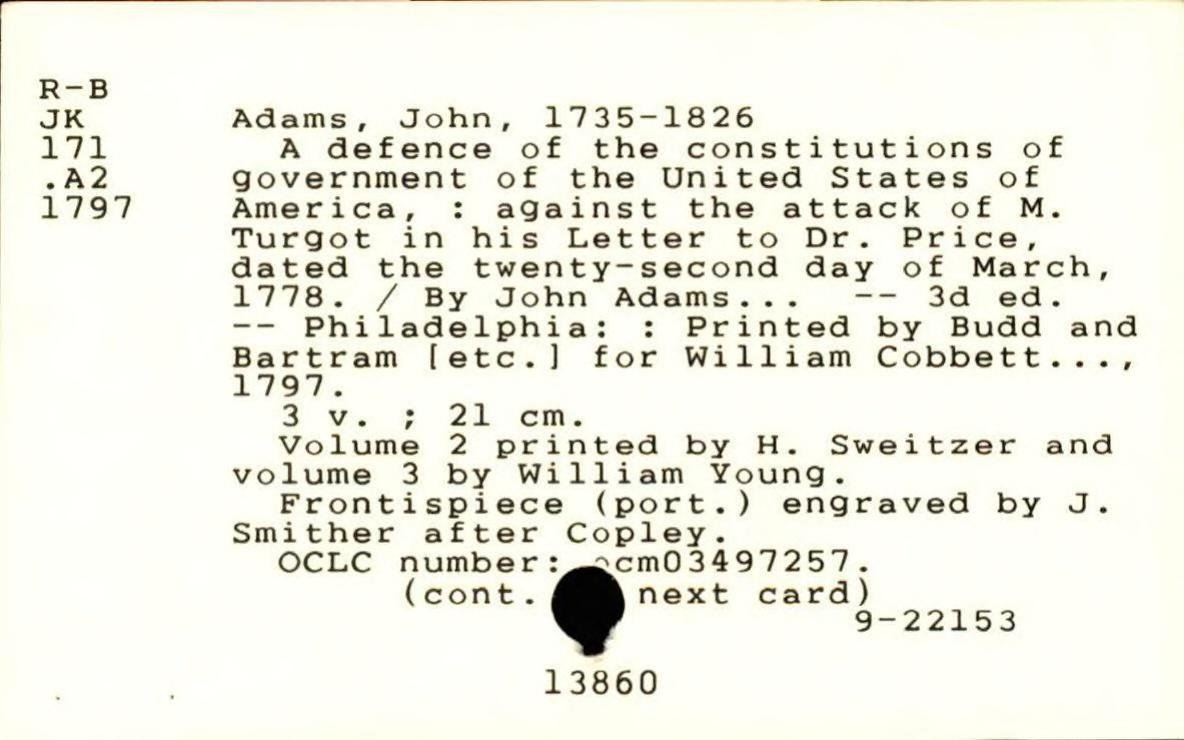 R-B
JK Adams, John, 1735-1826
171 A defence of the constitutions of
.A2 government of the United States of
1797 America, : against the attack of M.
Turgot in his Letter to Dr. Price,
dated the twenty-second day of March,
1778. / By John Adams... -- 3d ed.
-- Philadelphia: : Printed by Budd and
Bartram [etc.] for William Cobbett...,
1797.
3 v. ; 21 cm.
Volume 2 printed by H. Sweitzer and
volume 3 by William Young.
Frontispiece (port.) engraved by J.
Smither after Copley.
OCLC number: ocm03497257.
(cont. next card)
9-22153
13860